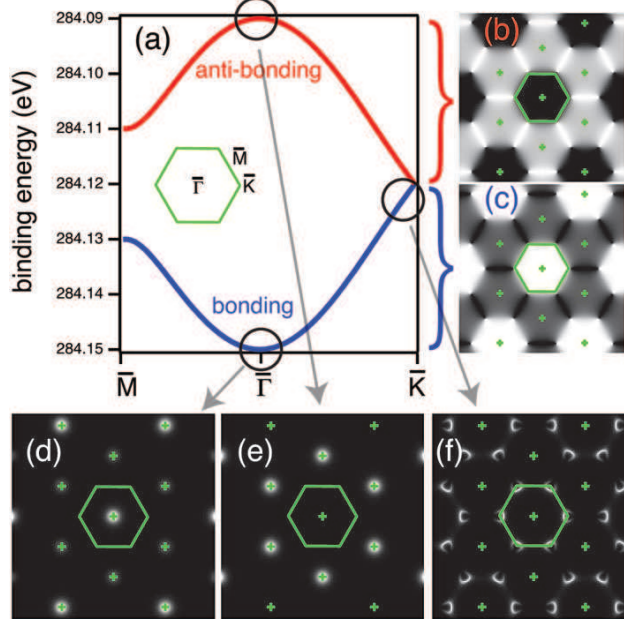 284.09
284.10
284.11
284.12
284.13
284.14
284.15
binding energy (eV)
(a)
anti-bonding
M̄
Γ̄
K̄
bonding
M̄
Γ̄
K̄
(b)
(c)
(d)
(e)
(f)